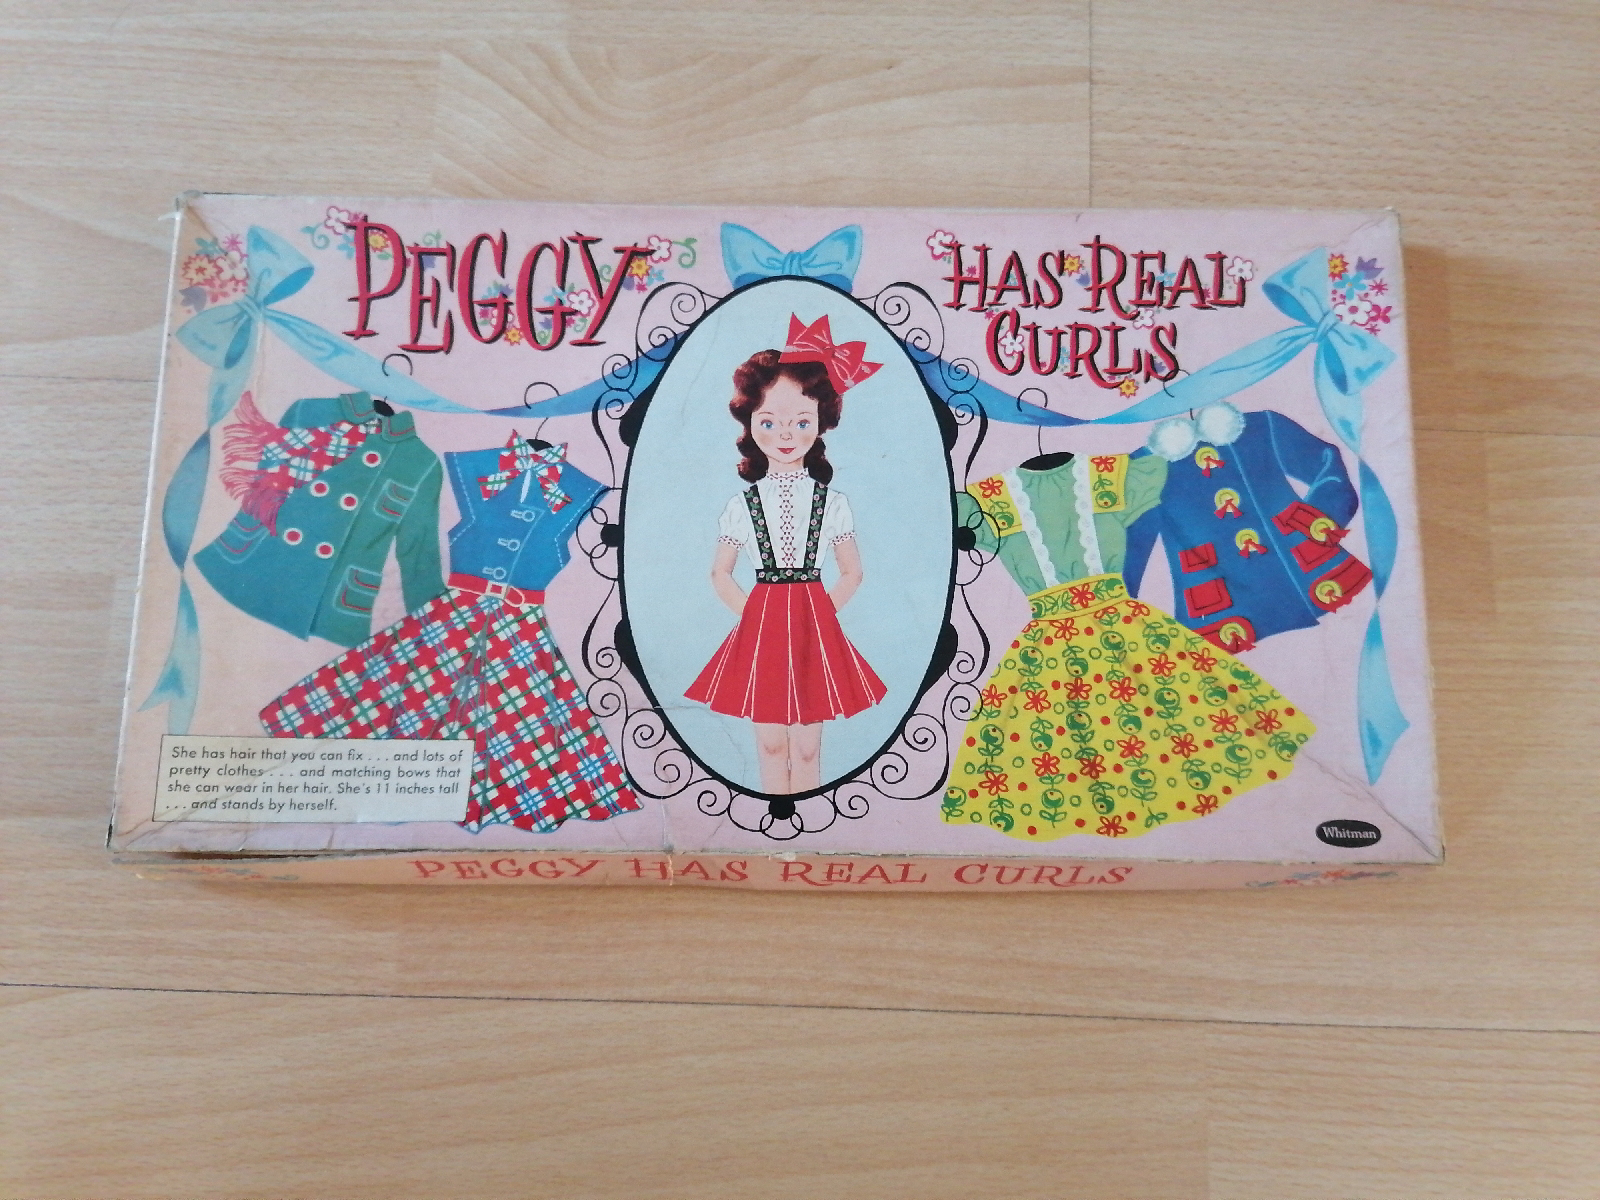 PEGGY
HAS REAL
CURLS
She has hair that you can fix . . . and lots of
pretty clothes . . . . and matching bows that
she can wear in her hair. She's 11 inches tall
. . . and stands by herself.
Whitman
PEGGY HAS REAL CURLS